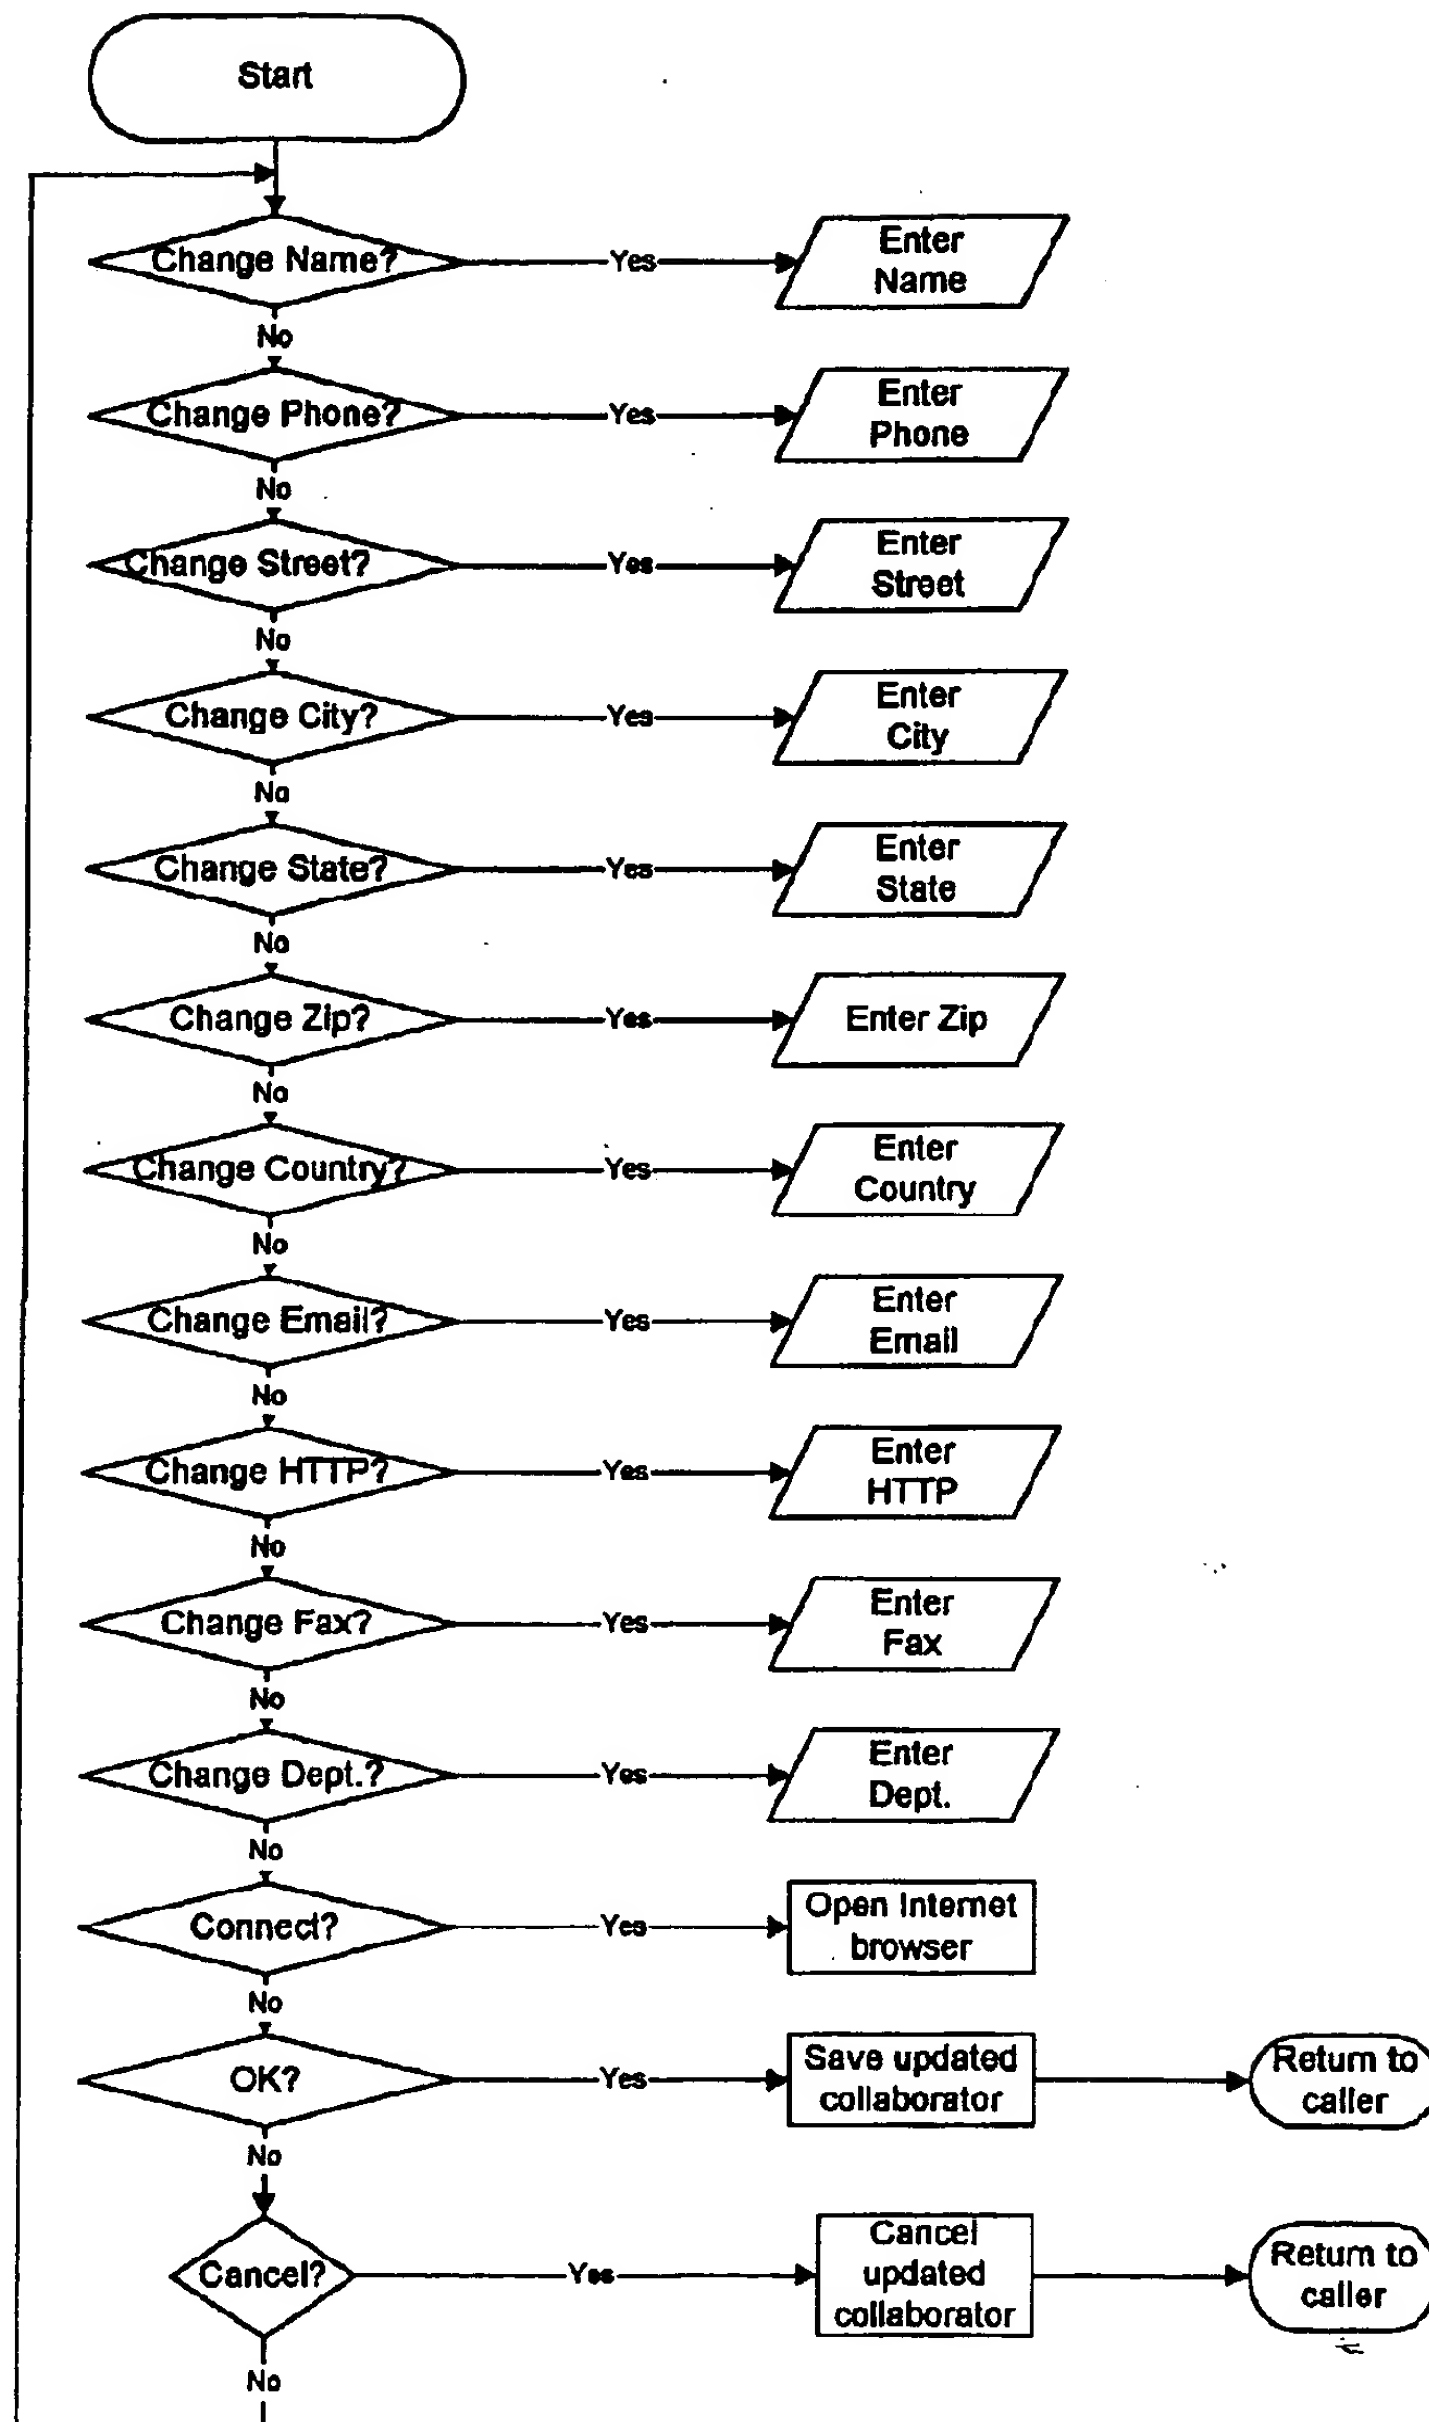 Start
Change Name?
Yes
Enter
Name
No
Change Phone?
Yes
Enter
Phone
No
Change Street?
Yes
Enter
Street
No
Change City?
Yes
Enter
City
No
Change State?
Yes
Enter
State
No
Change Zip?
Yes
Enter Zip
No
Change Country?
Yes
Enter
Country
No
Change Email?
Yes
Enter
Email
No
Change HTTP?
Yes
Enter
HTTP
No
Change Fax?
Yes
Enter
Fax
No
Change Dept.?
Yes
Enter
Dept.
No
Connect?
Yes
Open Internet
browser
No
OK?
Yes
Save updated
collaborator
Return to
caller
No
Cancel?
Yes
Cancel
updated
collaborator
Return to
caller
No